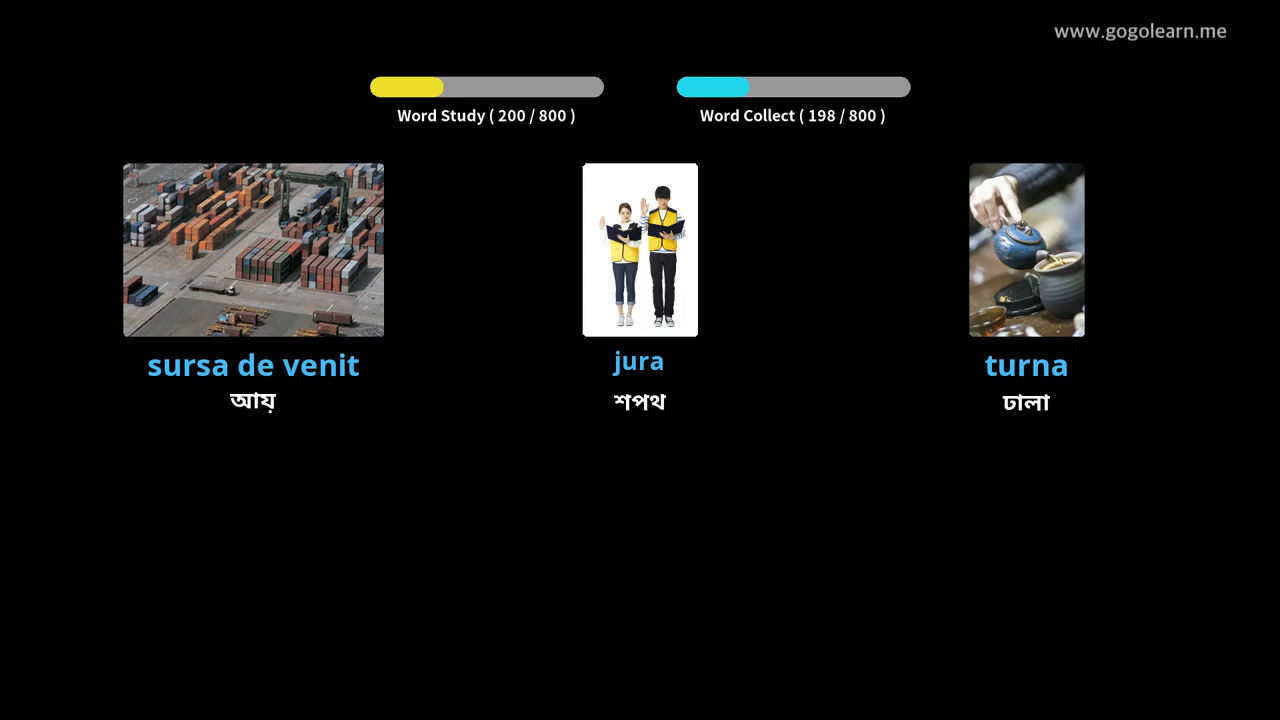 www.gogolearn.me
Word Study ( 200 / 800 )
Word Collect ( 198 / 800 )
sursa de venit
jura
turna
আয়
শপথ
ঢালা